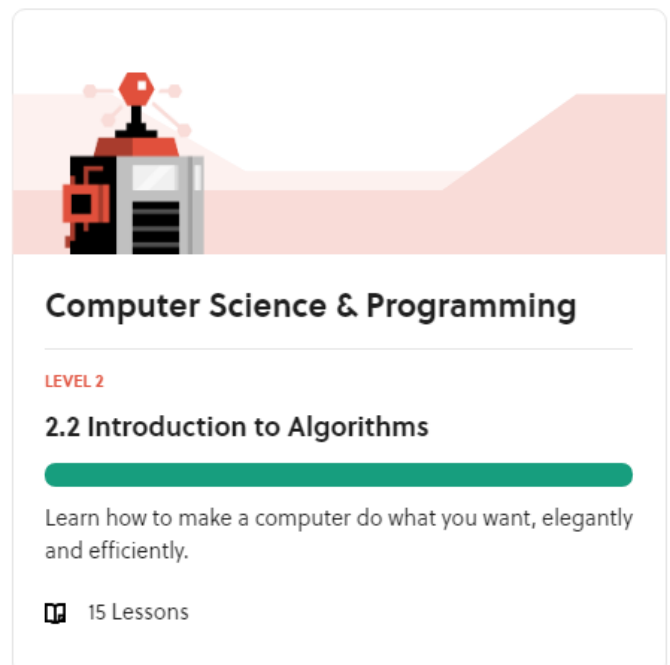 Computer Science & Programming
LEVEL 2
2.2 Introduction to Algorithms
Learn how to make a computer do what you want, elegantly
and efficiently.
15 Lessons